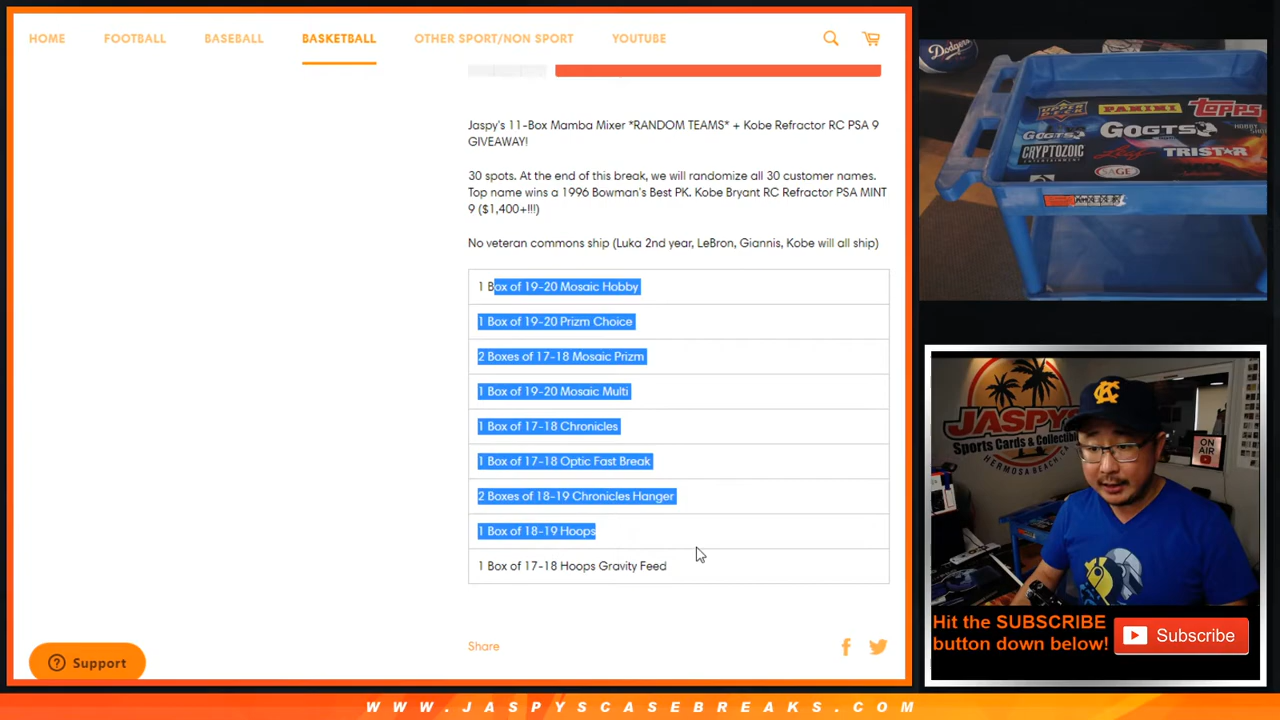 HOME FOOTBALL BASEBALL BASKETBALL OTHER SPORT/NON SPORT YOUTUBE
Jaspy's 11-Box Mamba Mixer *RANDOM TEAMS* + Kobe Refractor RC PSA 9
GIVEAWAY!
30 spots. At the end of this break, we will randomize all 30 customer names.
Top name wins a 1996 Bowman's Best PK. Kobe Bryant RC Refractor PSA MINT
9 ($1,400+!!!)
No veteran commons ship (Luka 2nd year, LeBron, Giannis, Kobe will all ship)
1 Box of 19-20 Mosaic Hobby
1 Box of 19-20 Prizm Choice
2 Boxes of 17-18 Mosaic Prizm
1 Box of 19-20 Mosaic Multi
1 Box of 17-18 Chronicles
1 Box of 17-18 Optic Fast Break
2 Boxes of 18-19 Chronicles Hanger
1 Box of 18-19 Hoops
1 Box of 17-18 Hoops Gravity Feed
Share
Support
Dodgers
UPPER DECK PANINI topps
GOGTS GOGTS
CRYPTOZOIC ENTERTAINMENT Leaf TRISTAR
SAGE
JASPY'S
Sports Cards & Collectibles
HERMOSA BEACH, CA
ON AIR
KC
Hit the SUBSCRIBE
button down below!
Subscribe
WWW.JASPYSCASEBREAKS.COM